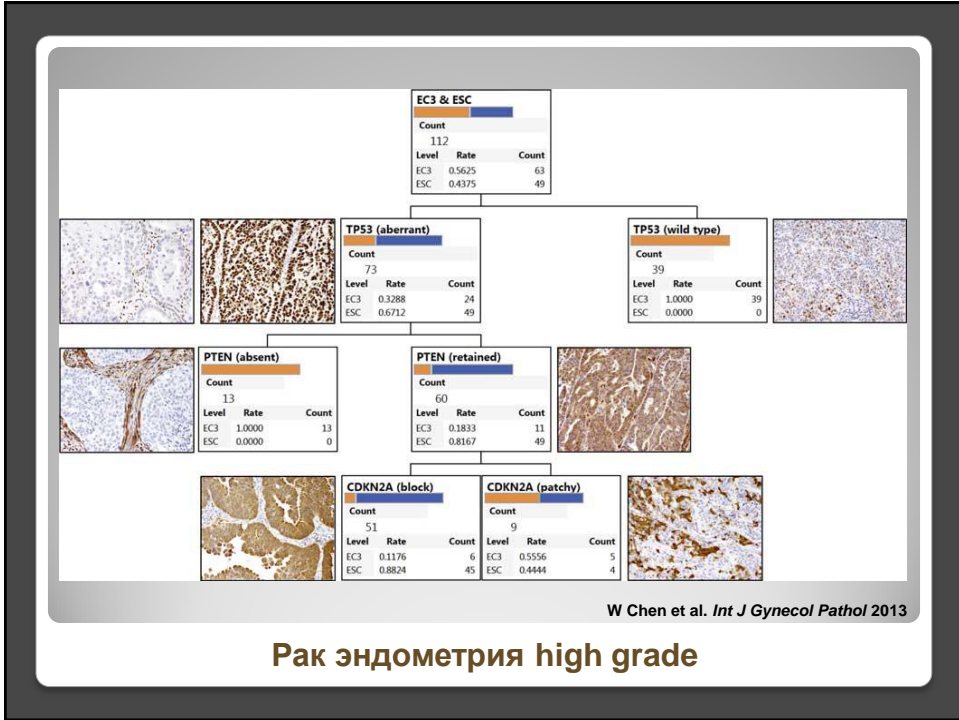 EC3 & ESC
Count
112
Level Rate Count
EC3 0.5625 63
ESC 0.4375 49
TP53 (aberrant)
Count
73
Level Rate Count
EC3 0.3288 24
ESC 0.6712 49
TP53 (wild type)
Count
39
Level Rate Count
EC3 1.0000 39
ESC 0.0000 0
PTEN (absent)
Count
13
Level Rate Count
EC3 1.0000 13
ESC 0.0000 0
PTEN (retained)
Count
60
Level Rate Count
EC3 0.1833 11
ESC 0.8167 49
CDKN2A (block)
Count
51
Level Rate Count
EC3 0.1176 6
ESC 0.8824 45
CDKN2A (patchy)
Count
9
Level Rate Count
EC3 0.5556 5
ESC 0.4444 4
W Chen et al. Int J Gynecol Pathol 2013
Рак эндометрия high grade